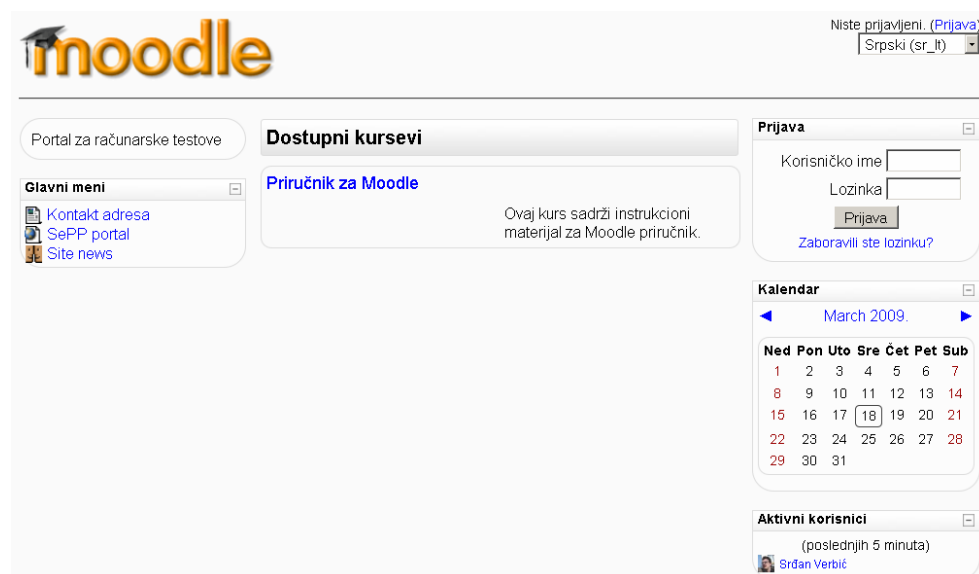 moodle
Niste prijavljeni. (Prijava)
Srpski (sr_lt)
Portal za računarske testove
Glavni meni
Kontakt adresa
SePP portal
Site news
Dostupni kursevi
Priručnik za Moodle
Ovaj kurs sadrži instrukcioni
materijal za Moodle priručnik.
Prijava
Korisničko ime
Lozinka
Prijava
Zaboravili ste lozinku?
Kalendar
◄ March 2009. ►
Ned Pon Uto Sre Čet Pet Sub
1 2 3 4 5 6 7
8 9 10 11 12 13 14
15 16 17 18 19 20 21
22 23 24 25 26 27 28
29 30 31
Aktivni korisnici
(poslednjih 5 minuta)
Srđan Verbić